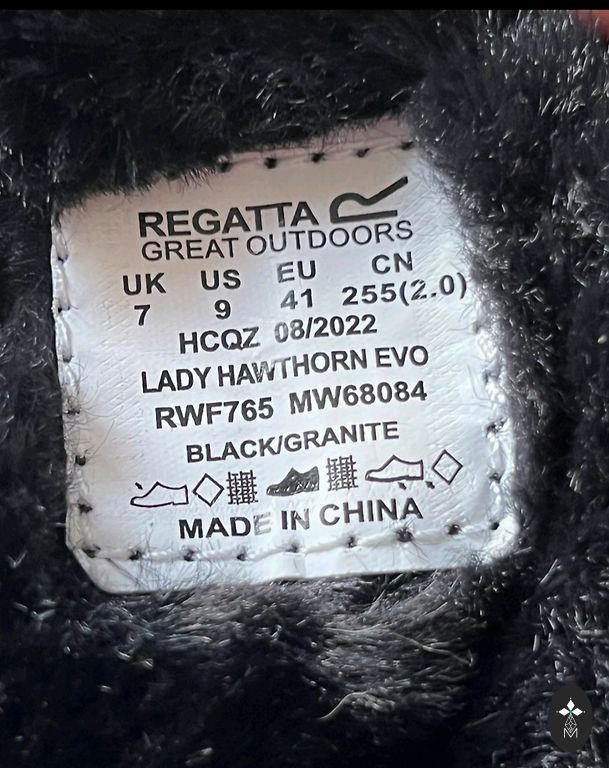 REGATTA
GREAT OUTDOORS
UK US EU CN
7 9 41 255(2.0)
HCQZ 08/2022
LADY HAWTHORN EVO
RWF765 MW68084
BLACK/GRANITE
MADE IN CHINA
M